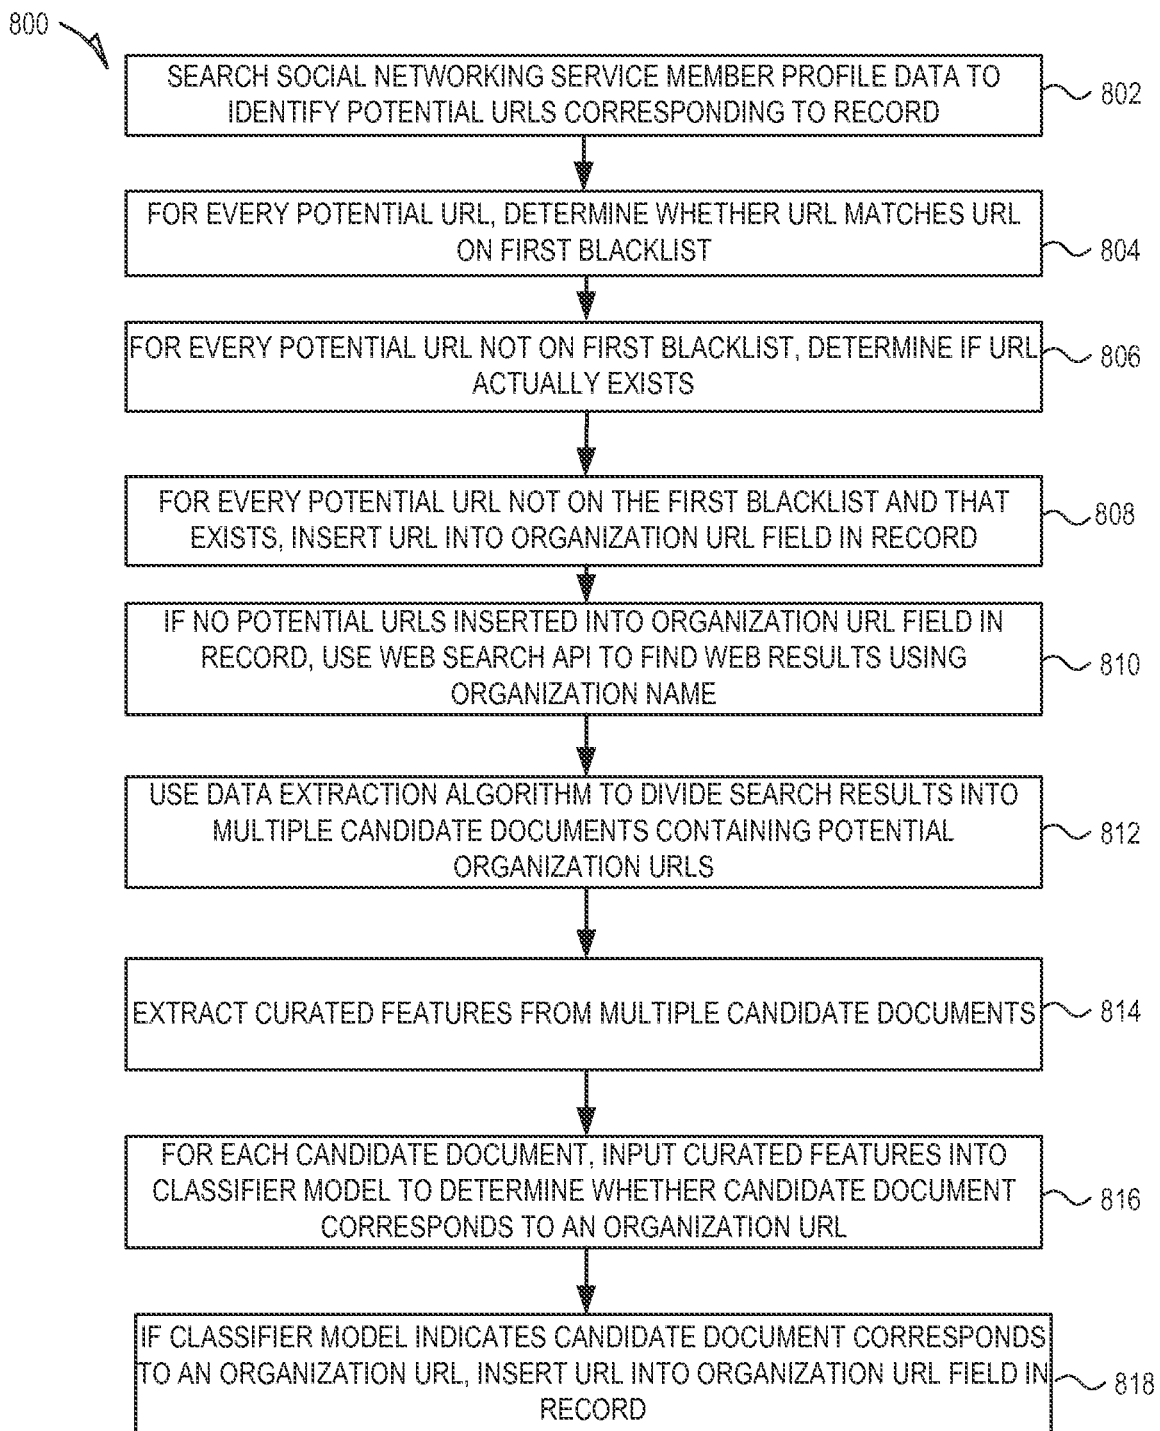 800
SEARCH SOCIAL NETWORKING SERVICE MEMBER PROFILE DATA TO
IDENTIFY POTENTIAL URLS CORRESPONDING TO RECORD
802
FOR EVERY POTENTIAL URL, DETERMINE WHETHER URL MATCHES URL
ON FIRST BLACKLIST
804
FOR EVERY POTENTIAL URL NOT ON FIRST BLACKLIST, DETERMINE IF URL
ACTUALLY EXISTS
806
FOR EVERY POTENTIAL URL NOT ON THE FIRST BLACKLIST AND THAT
EXISTS, INSERT URL INTO ORGANIZATION URL FIELD IN RECORD
808
IF NO POTENTIAL URLS INSERTED INTO ORGANIZATION URL FIELD IN
RECORD, USE WEB SEARCH API TO FIND WEB RESULTS USING
ORGANIZATION NAME
810
USE DATA EXTRACTION ALGORITHM TO DIVIDE SEARCH RESULTS INTO
MULTIPLE CANDIDATE DOCUMENTS CONTAINING POTENTIAL
ORGANIZATION URLS
812
EXTRACT CURATED FEATURES FROM MULTIPLE CANDIDATE DOCUMENTS
814
FOR EACH CANDIDATE DOCUMENT, INPUT CURATED FEATURES INTO
CLASSIFIER MODEL TO DETERMINE WHETHER CANDIDATE DOCUMENT
CORRESPONDS TO AN ORGANIZATION URL
816
IF CLASSIFIER MODEL INDICATES CANDIDATE DOCUMENT CORRESPONDS
TO AN ORGANIZATION URL, INSERT URL INTO ORGANIZATION URL FIELD IN
RECORD
818